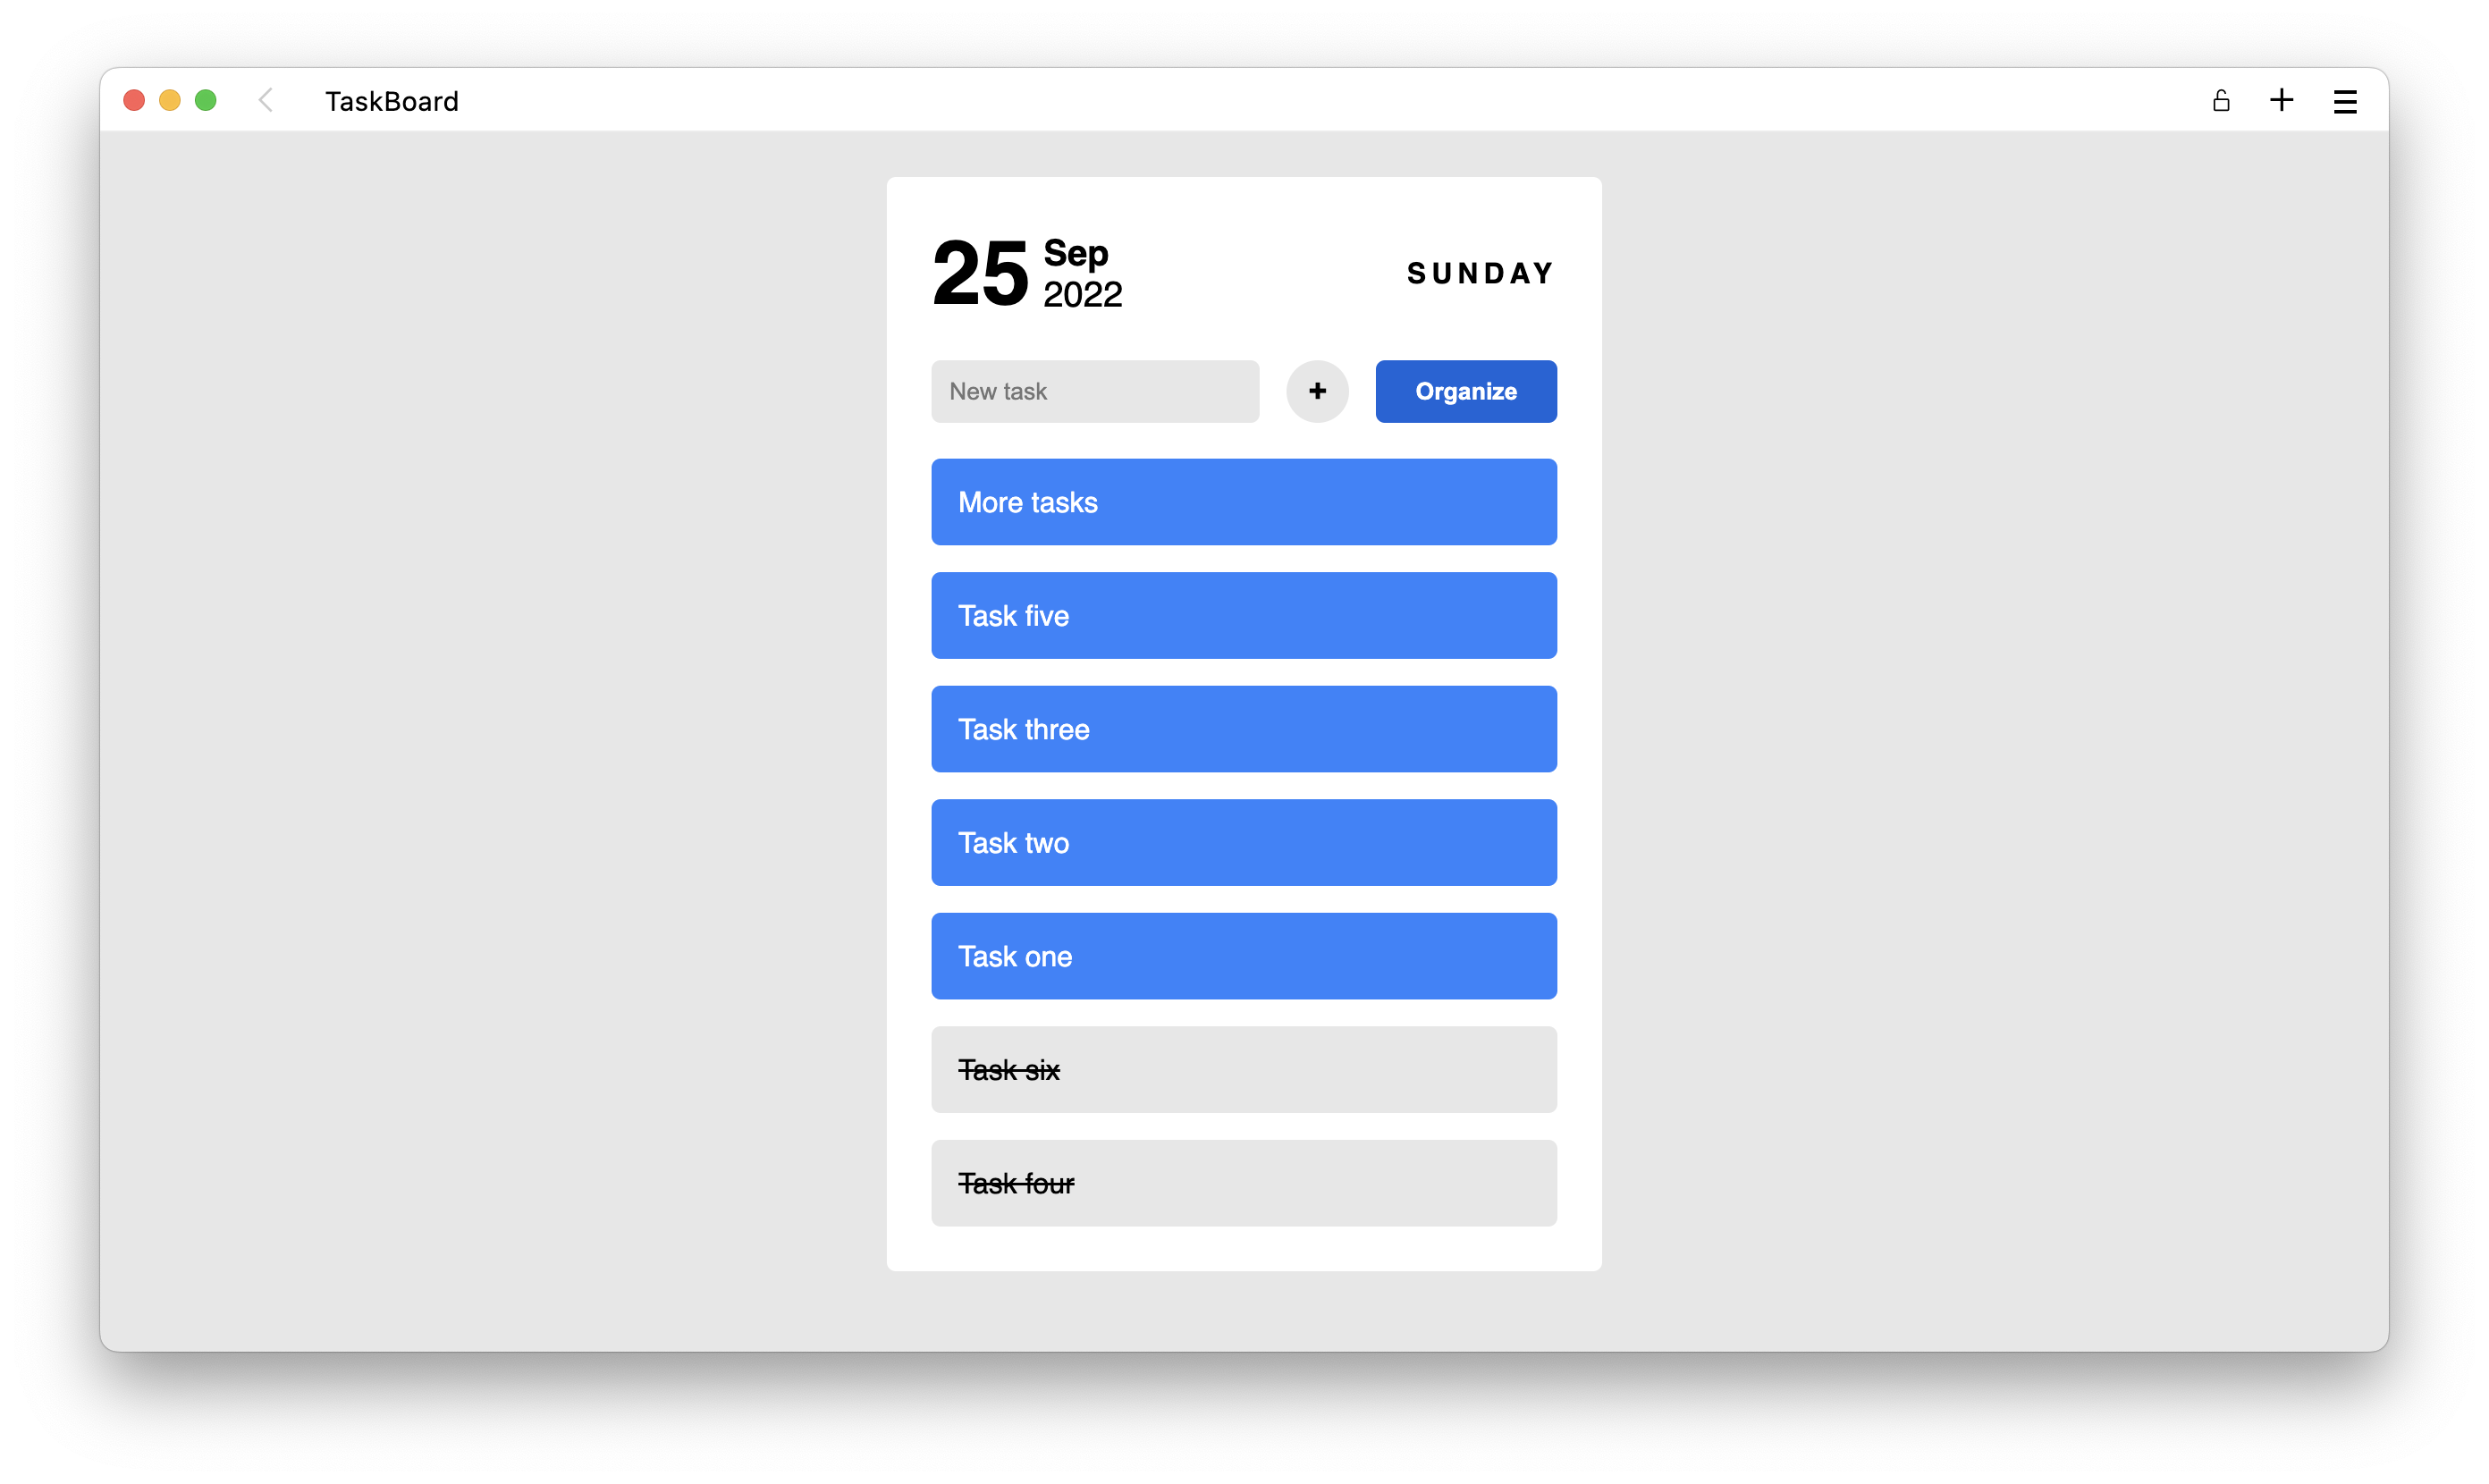 TaskBoard
25 Sep
2022
SUNDAY
New task
+
Organize
More tasks
Task five
Task three
Task two
Task one
Task six
Task four